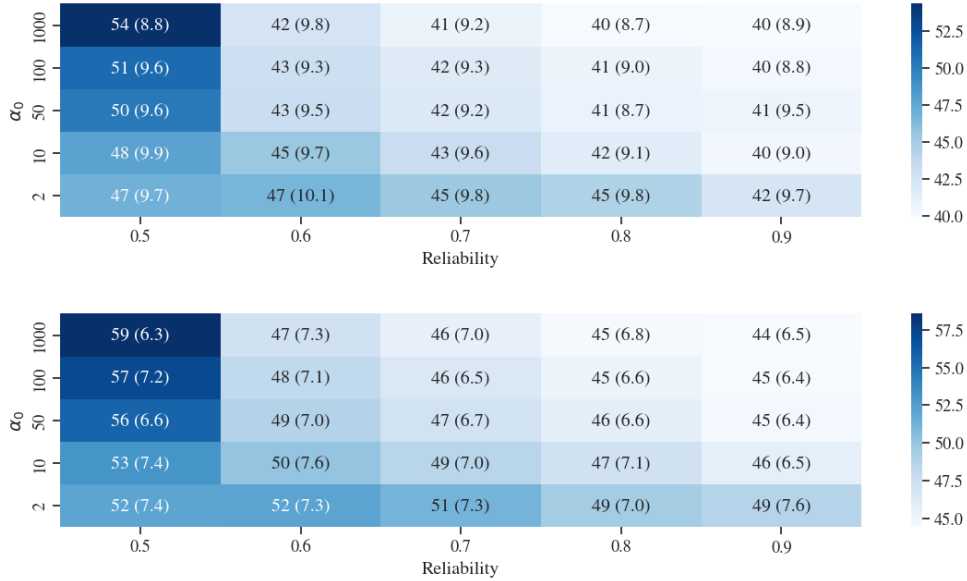 1000 54 (8.8) 42 (9.8) 41 (9.2) 40 (8.7) 40 (8.9)
100 51 (9.6) 43 (9.3) 42 (9.3) 41 (9.0) 40 (8.8)
50 50 (9.6) 43 (9.5) 42 (9.2) 41 (8.7) 41 (9.5)
10 48 (9.9) 45 (9.7) 43 (9.6) 42 (9.1) 40 (9.0)
2 47 (9.7) 47 (10.1) 45 (9.8) 45 (9.8) 42 (9.7)
α₀
0.5 0.6 0.7 0.8 0.9
Reliability
52.5
50.0
47.5
45.0
42.5
40.0
1000 59 (6.3) 47 (7.3) 46 (7.0) 45 (6.8) 44 (6.5)
100 57 (7.2) 48 (7.1) 46 (6.5) 45 (6.6) 45 (6.4)
50 56 (6.6) 49 (7.0) 47 (6.7) 46 (6.6) 45 (6.4)
10 53 (7.4) 50 (7.6) 49 (7.0) 47 (7.1) 46 (6.5)
2 52 (7.4) 52 (7.3) 51 (7.3) 49 (7.0) 49 (7.6)
α₀
0.5 0.6 0.7 0.8 0.9
Reliability
57.5
55.0
52.5
50.0
47.5
45.0